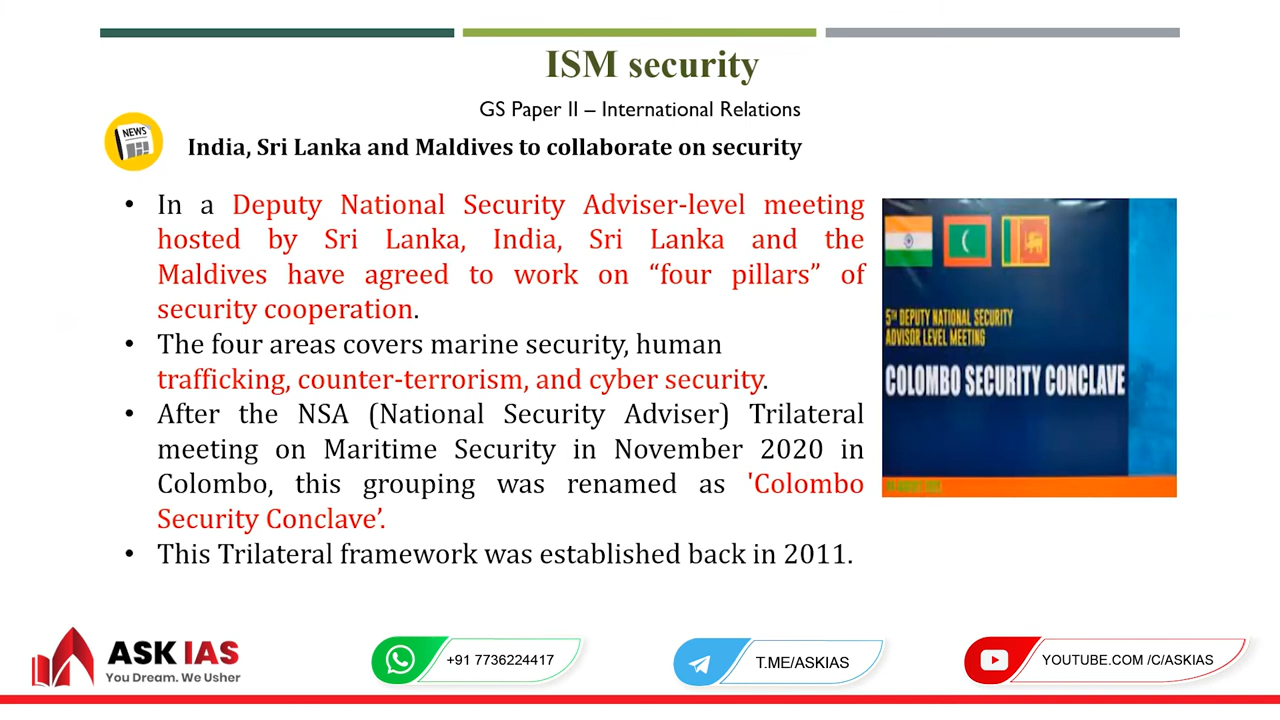 ISM security
GS Paper II – International Relations
NEWS
India, Sri Lanka and Maldives to collaborate on security
• In a Deputy National Security Adviser-level meeting
hosted by Sri Lanka, India, Sri Lanka and the
Maldives have agreed to work on “four pillars” of
security cooperation.
• The four areas covers marine security, human
trafficking, counter-terrorism, and cyber security.
• After the NSA (National Security Adviser) Trilateral
meeting on Maritime Security in November 2020 in
Colombo, this grouping was renamed as 'Colombo
Security Conclave’.
• This Trilateral framework was established back in 2011.
5TH DEPUTY NATIONAL SECURITY
ADVISOR LEVEL MEETING
COLOMBO SECURITY CONCLAVE
ASK IAS
You Dream. We Usher
+91 7736224417
T.ME/ASKIAS
YOUTUBE.COM /C/ASKIAS